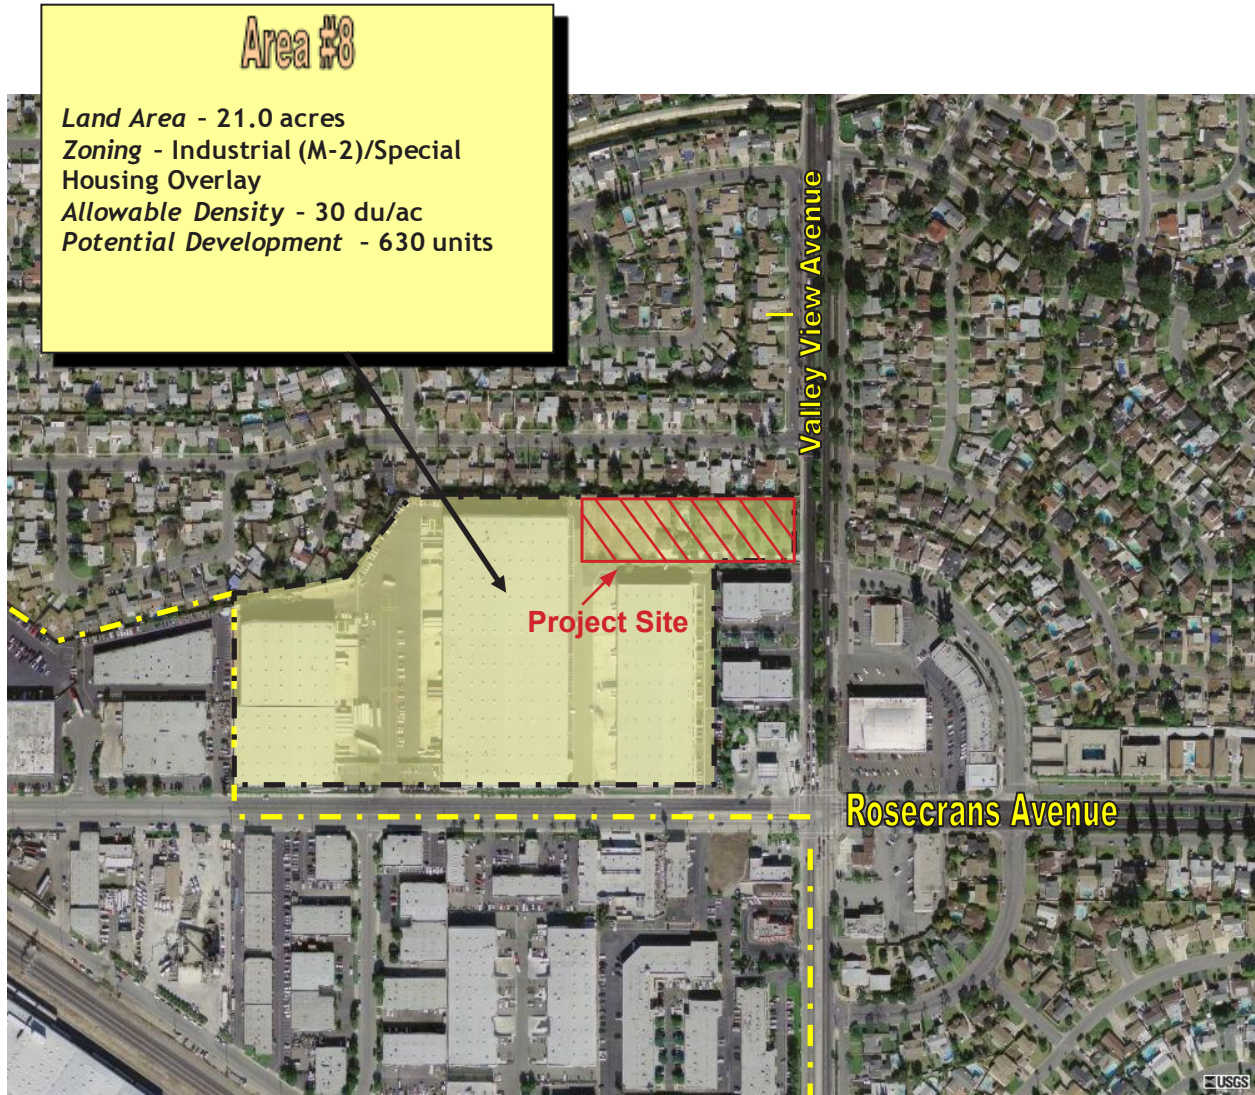 Area #8
Land Area – 21.0 acres
Zoning – Industrial (M-2)/Special
Housing Overlay
Allowable Density – 30 du/ac
Potential Development – 630 units
Valley View Avenue
Project Site
Rosecrans Avenue
USGS